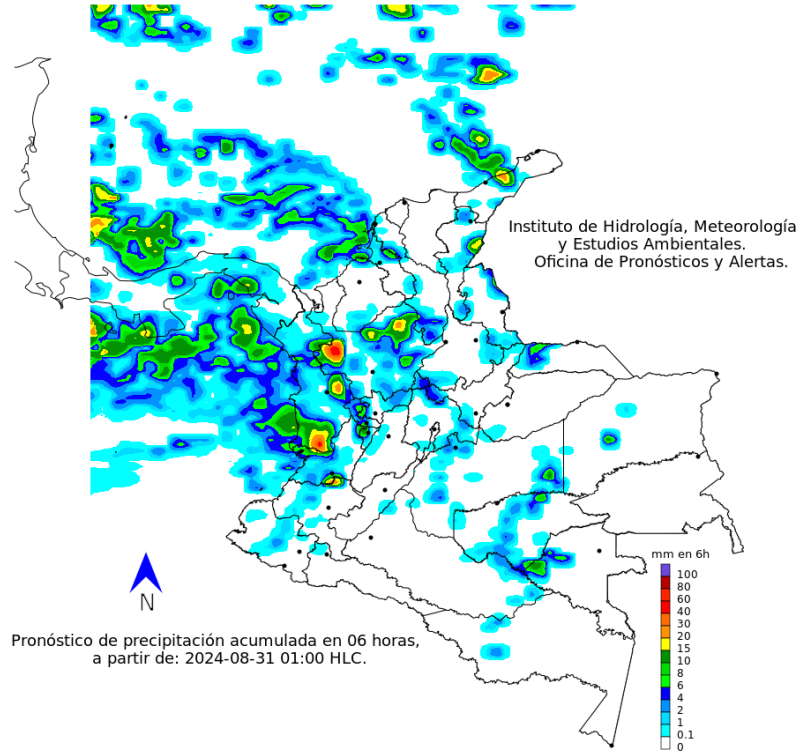 Instituto de Hidrología, Meteorología
y Estudios Ambientales.
Oficina de Pronósticos y Alertas.
mm en 6h
100
80
60
40
30
20
15
10
8
6
4
2
1
0.1
0
N
Pronóstico de precipitación acumulada en 06 horas,
a partir de: 2024-08-31 01:00 HLC.